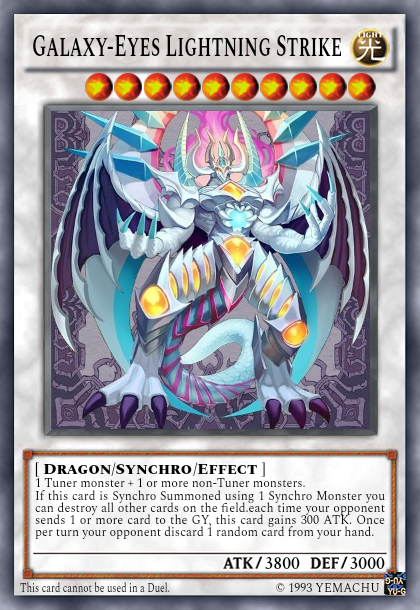 GALAXY-EYES LIGHTNING STRIKE
LIGHT
光
[ DRAGON/SYNCHRO/EFFECT ]
1 Tuner monster + 1 or more non-Tuner monsters.
If this card is Synchro Summoned using 1 Synchro Monster you
can destroy all other cards on the field.each time your opponent
sends 1 or more card to the GY, this card gains 300 ATK. Once
per turn your opponent discard 1 random card from your hand.
ATK/3800 DEF/3000
This card cannot be used in a Duel. © 1993 YEMACHU
YU-G